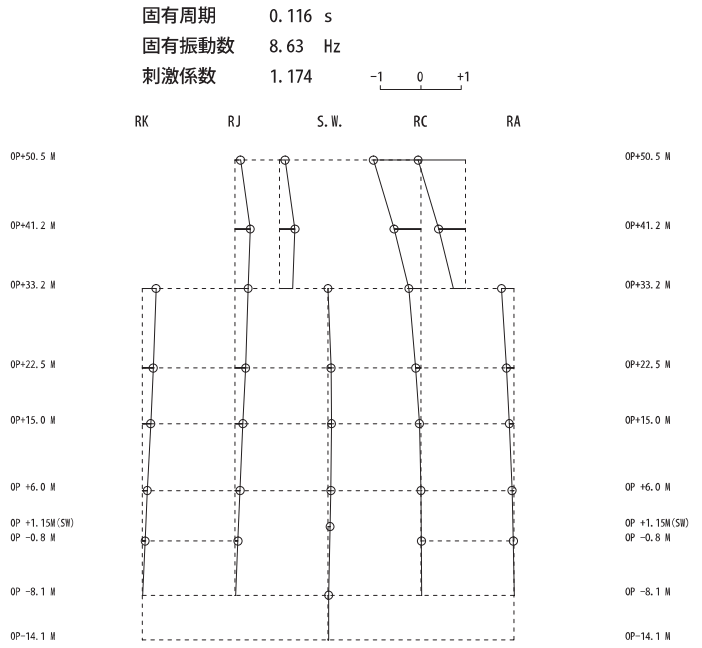 固有周期 0.116 s
固有振動数 8.63 Hz
刺激係数 1.174
-1 0 +1
RK RJ S.W. RC RA
OP+50.5 M OP+50.5 M
OP+41.2 M OP+41.2 M
OP+33.2 M OP+33.2 M
OP+22.5 M OP+22.5 M
OP+15.0 M OP+15.0 M
OP +6.0 M OP +6.0 M
OP +1.15M(SW) OP +1.15M(SW)
OP -0.8 M OP -0.8 M
OP -8.1 M OP -8.1 M
OP-14.1 M OP-14.1 M